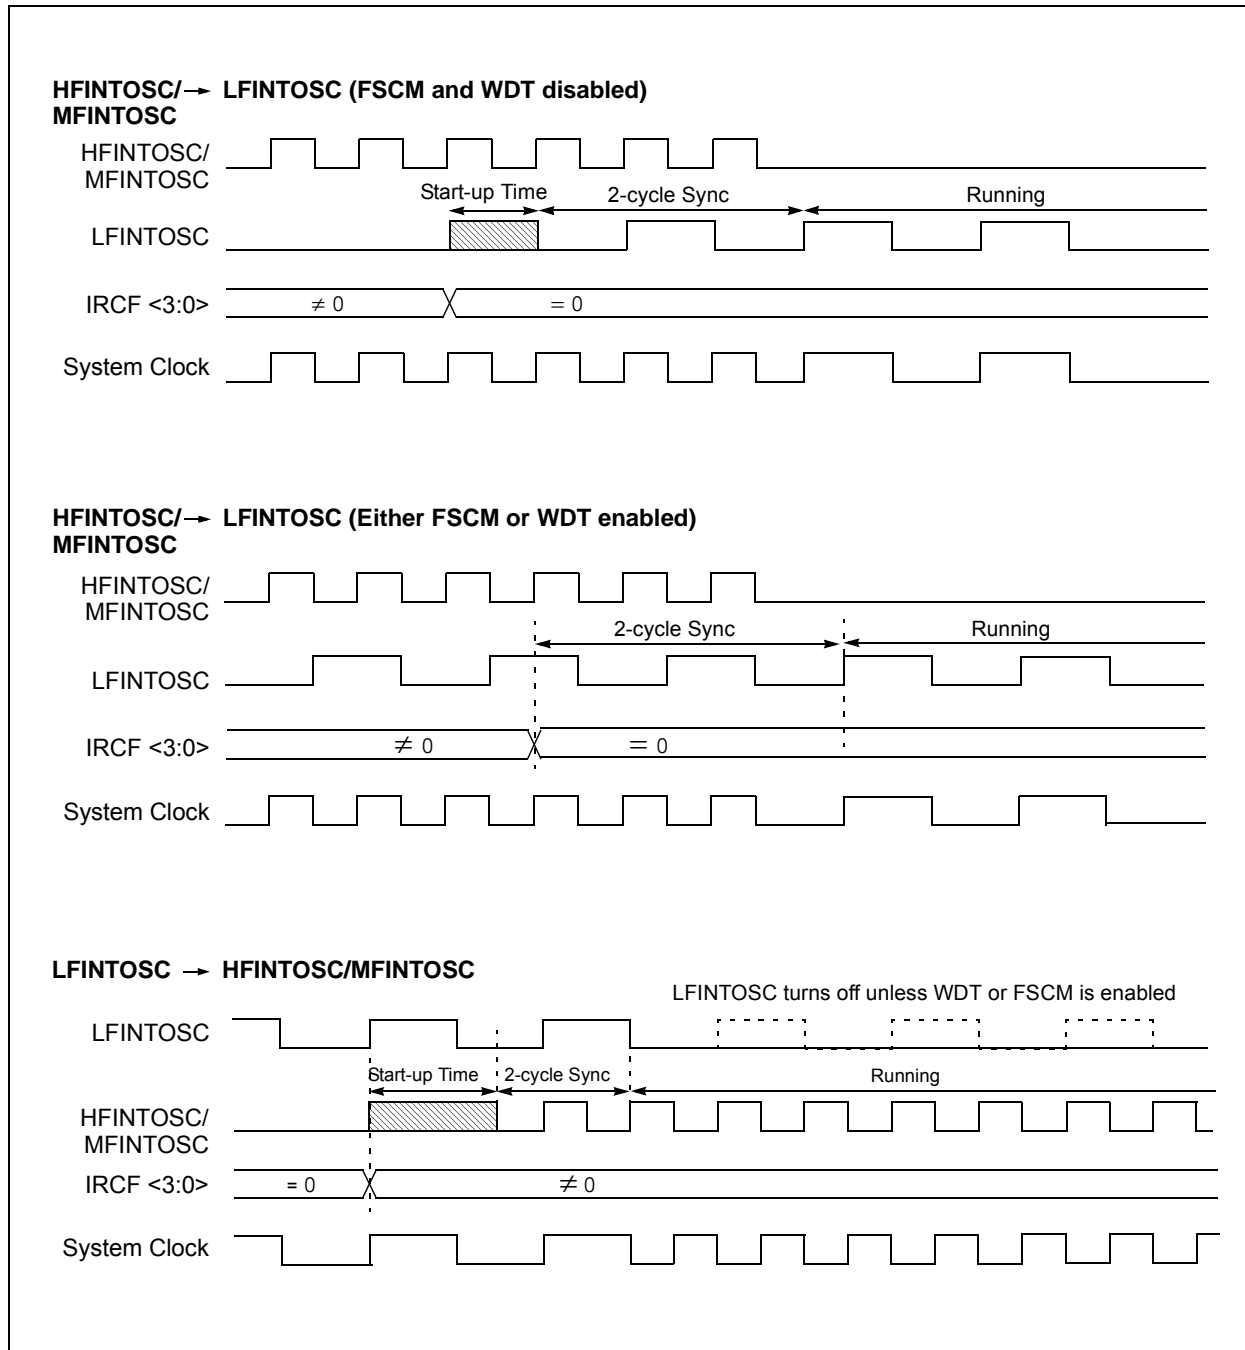 HFINTOSC/→ LFINTOSC (FSCM and WDT disabled)
MFINTOSC
HFINTOSC/
MFINTOSC
Start-up Time 2-cycle Sync Running
LFINTOSC
IRCF <3:0> ≠ 0 = 0
System Clock
HFINTOSC/→ LFINTOSC (Either FSCM or WDT enabled)
MFINTOSC
HFINTOSC/
MFINTOSC
2-cycle Sync Running
LFINTOSC
IRCF <3:0> ≠ 0 = 0
System Clock
LFINTOSC → HFINTOSC/MFINTOSC
LFINTOSC turns off unless WDT or FSCM is enabled
LFINTOSC
Start-up Time 2-cycle Sync Running
HFINTOSC/
MFINTOSC
IRCF <3:0> = 0 ≠ 0
System Clock